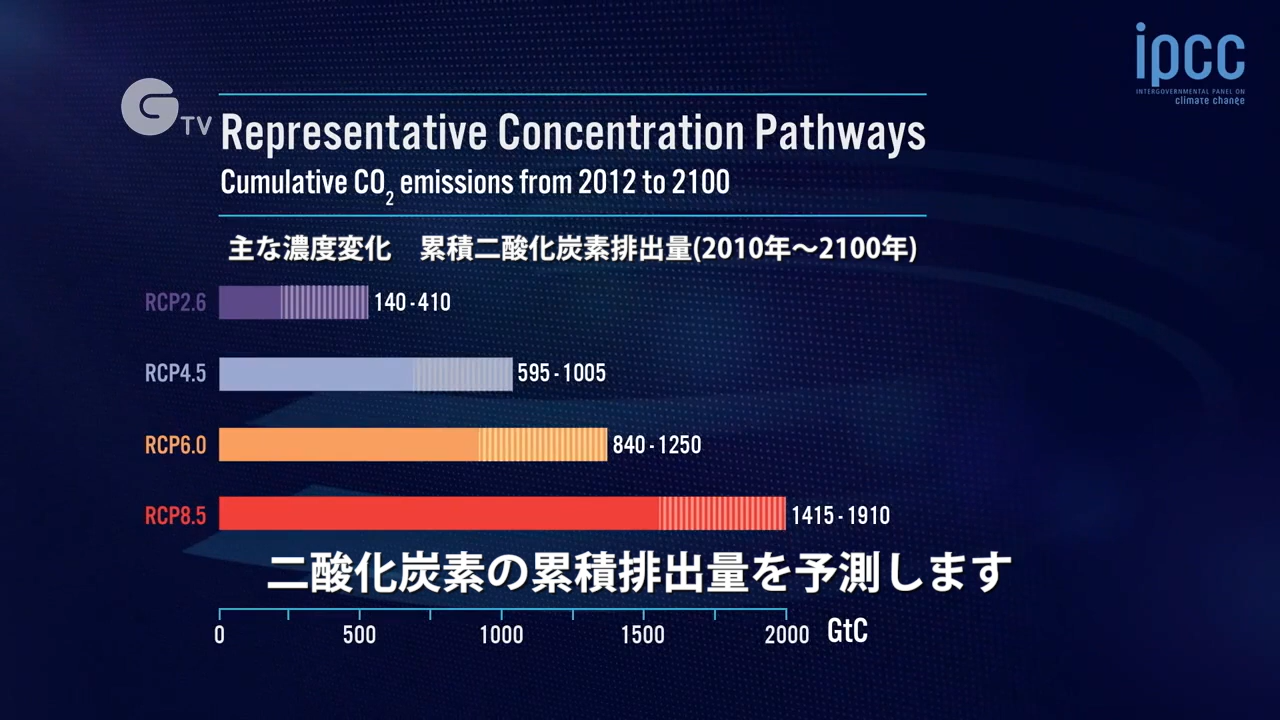 ipcc
INTERGOVERNMENTAL PANEL ON
climate change
G TV
Representative Concentration Pathways
Cumulative CO2 emissions from 2012 to 2100
主な濃度変化 累積二酸化炭素排出量(2010年～2100年)
RCP2.6 140-410
RCP4.5 595-1005
RCP6.0 840-1250
RCP8.5 1415-1910
二酸化炭素の累積排出量を予測します
0 500 1000 1500 2000 GtC